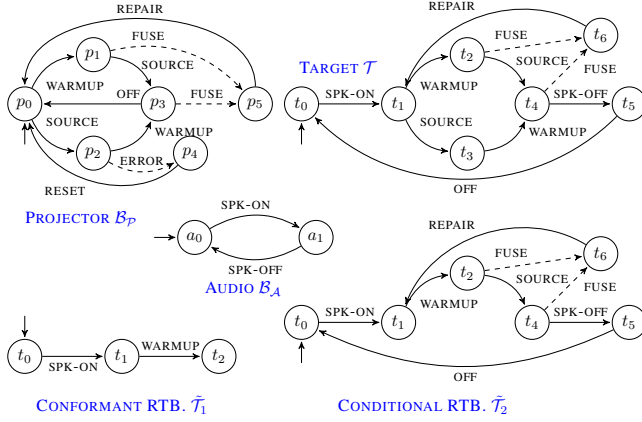 REPAIR
p1
FUSE
SOURCE
WARMUP
OFF
p0
p3
FUSE
p5
SOURCE
WARMUP
p2
ERROR
p4
RESET
PROJECTOR B_P
REPAIR
t6
t2
FUSE
TARGET T
SOURCE
WARMUP
FUSE
t0
SPK-ON
t1
t4
SPK-OFF
t5
SOURCE
WARMUP
t3
OFF
SPK-ON
a0
a1
SPK-OFF
AUDIO B_A
REPAIR
t6
t2
FUSE
SOURCE
WARMUP
FUSE
t0
SPK-ON
t1
t4
SPK-OFF
t5
OFF
CONDITIONAL RTB. T̃2
t0
SPK-ON
t1
WARMUP
t2
CONFORMANT RTB. T̃1